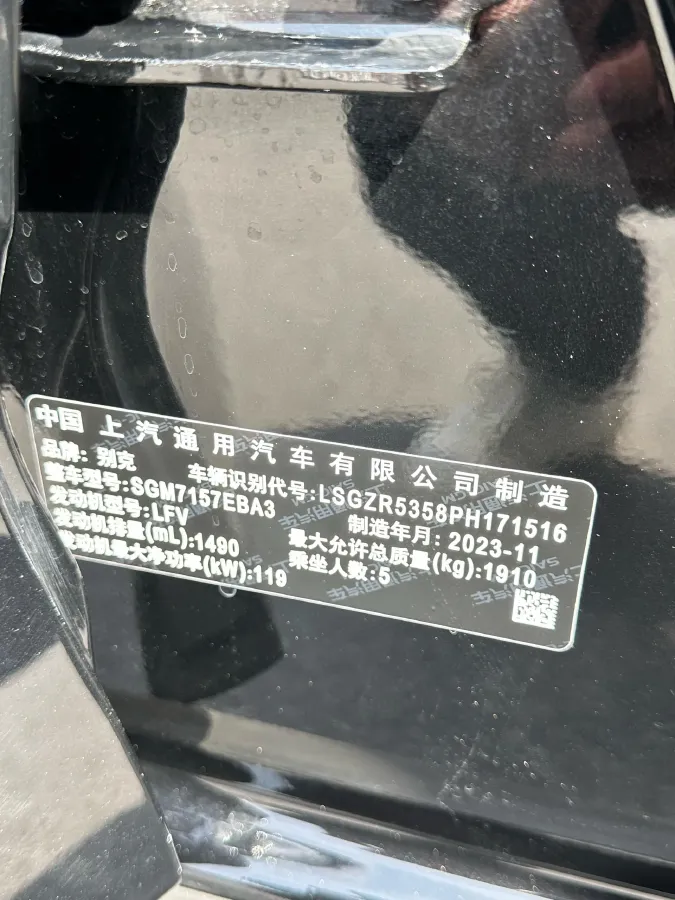 中国 上汽通用汽车有限公司制造
品牌: 别克 车辆识别代号:LSGZR5358PH171516
整车型号:SGM7157EBA3 制造年月: 2023-11
发动机型号:LFV 最大允许总质量(kg):1910
发动机排量(mL):1490 乘坐人数:5
发动机最大净功率(kW):119